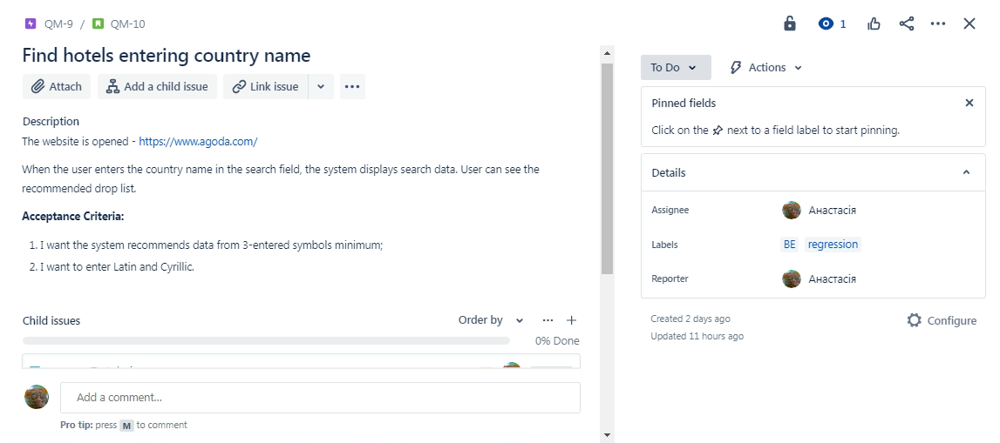 QM-9 / QM-10
1
Find hotels entering country name
Attach
Add a child issue
Link issue
Description
The website is opened - https://www.agoda.com/
When the user enters the country name in the search field, the system displays search data. User can see the
recommended drop list.
Acceptance Criteria:
1. I want the system recommends data from 3-entered symbols minimum;
2. I want to enter Latin and Cyrillic.
Child issues
Order by
0% Done
Add a comment...
Pro tip: press M to comment
To Do
Actions
Pinned fields
Click on the next to a field label to start pinning.
Details
Assignee
Анастасія
Labels
BE regression
Reporter
Анастасія
Created 2 days ago
Updated 11 hours ago
Configure